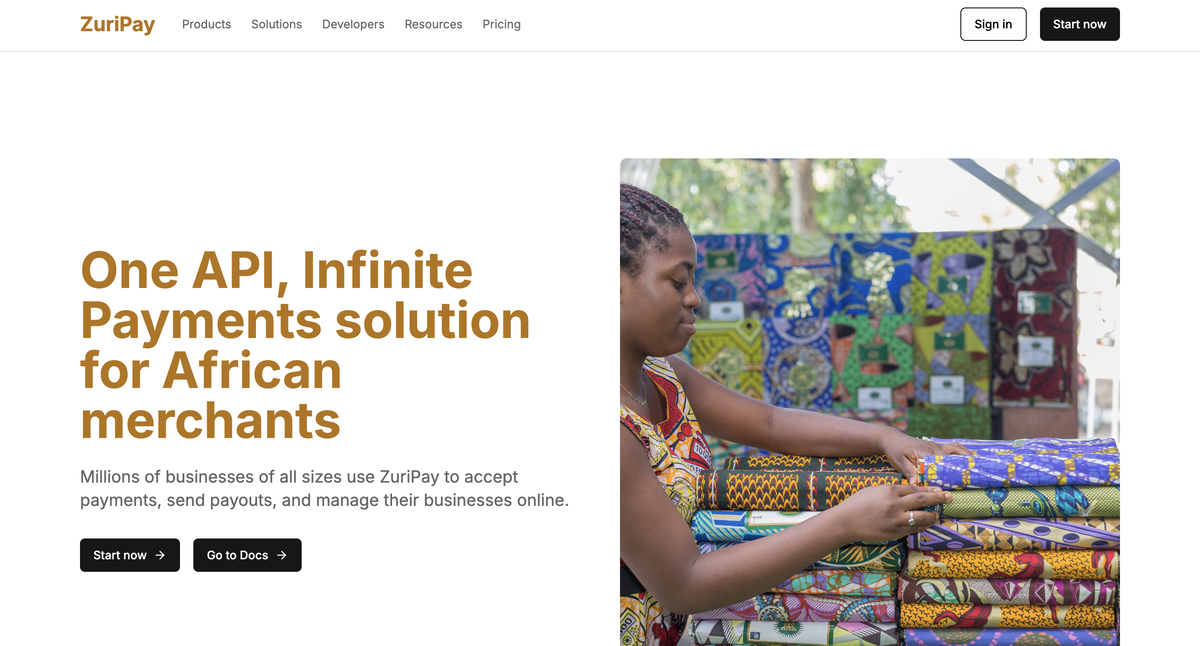 ZuriPay Products Solutions Developers Resources Pricing Sign in Start now
One API, Infinite
Payments solution
for African
merchants
Millions of businesses of all sizes use ZuriPay to accept
payments, send payouts, and manage their businesses online.
Start now → Go to Docs →